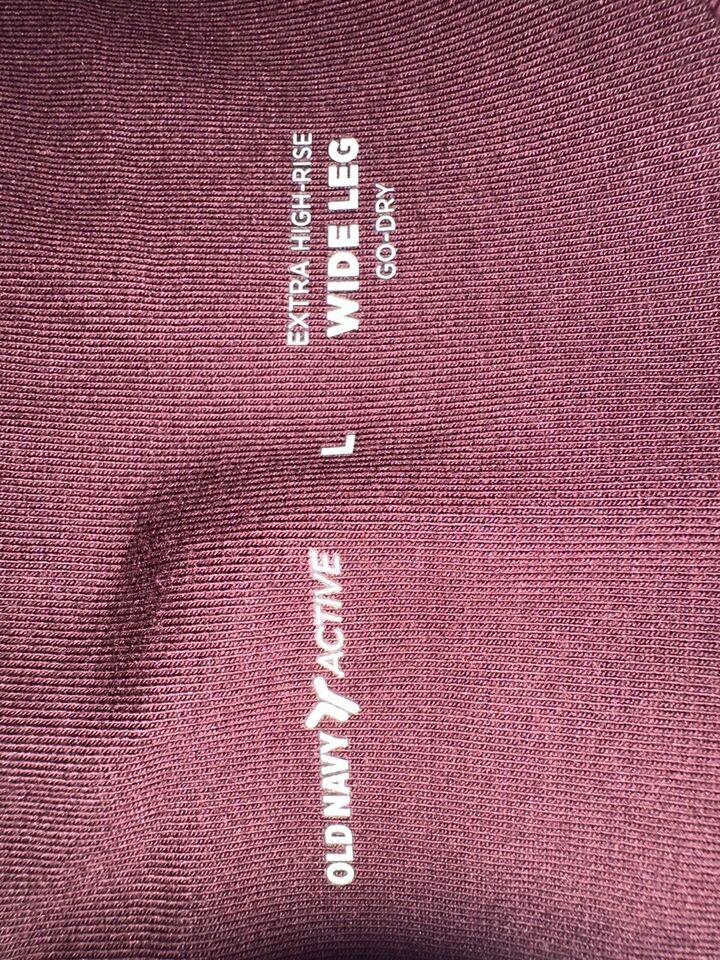 OLD NAVY ACTIVE
L
EXTRA HIGH-RISE
WIDE LEG
GO-DRY